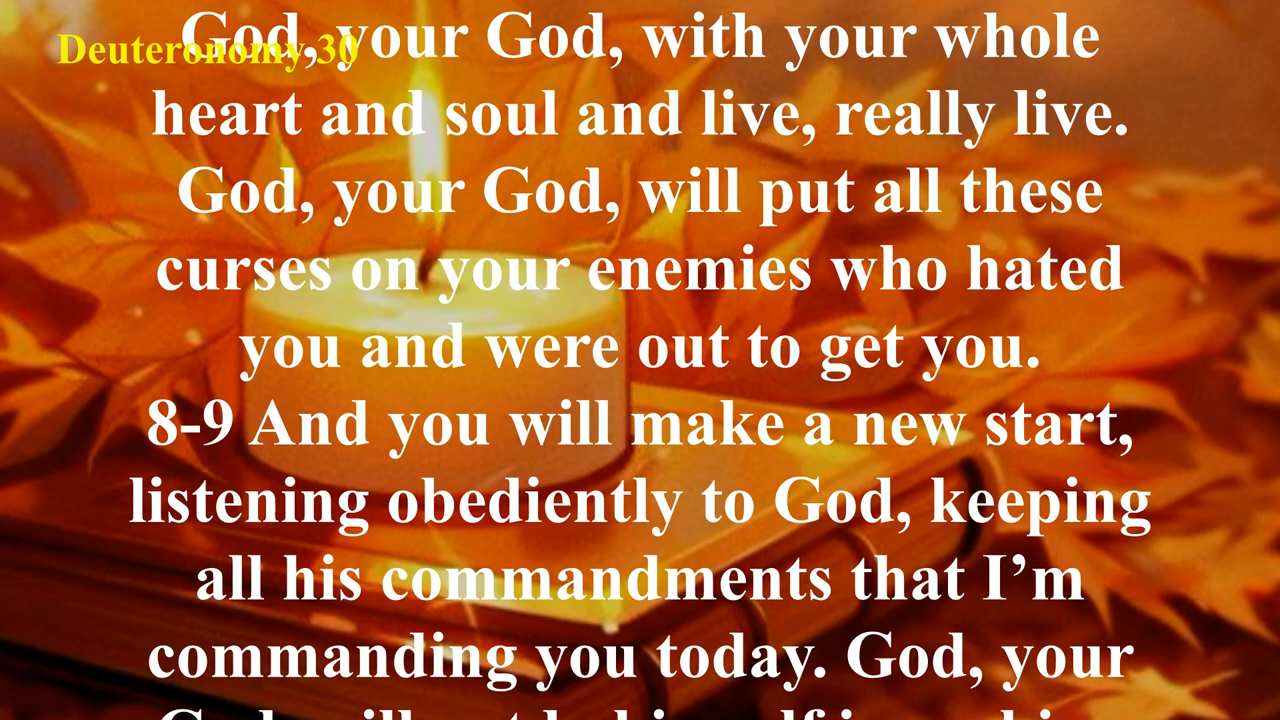 Deuteronomy 30
God, your God, with your whole
heart and soul and live, really live.
God, your God, will put all these
curses on your enemies who hated
you and were out to get you.
8-9 And you will make a new start,
listening obediently to God, keeping
all his commandments that I’m
commanding you today. God, your